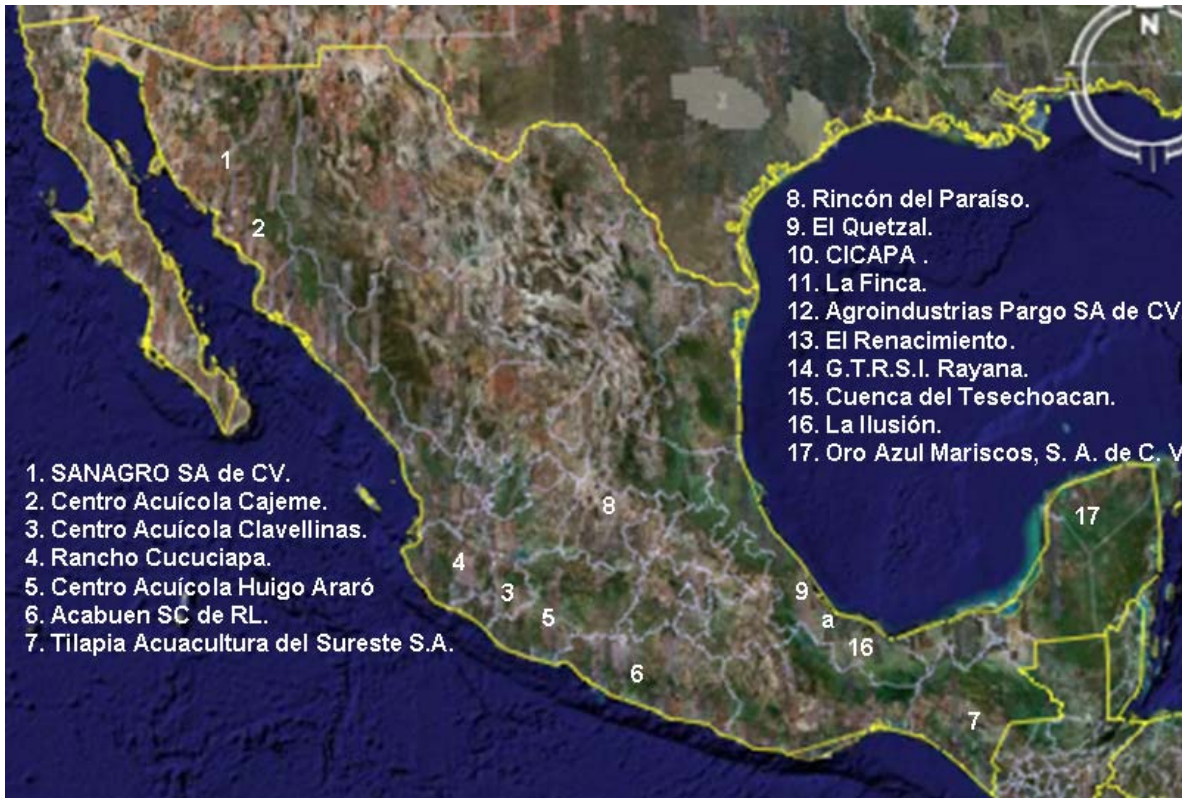 N
8. Rincón del Paraíso.
9. El Quetzal.
10. CICAPA .
11. La Finca.
12. Agroindustrias Pargo SA de CV
13. El Renacimiento.
14. G.T.R.S.I. Rayana.
15. Cuenca del Tesechoacan.
16. La Ilusión.
17. Oro Azul Mariscos, S. A. de C. V
1. SANAGRO SA de CV.
2. Centro Acuícola Cajeme.
3. Centro Acuícola Clavellinas.
4. Rancho Cucuciapa.
5. Centro Acuícola Huigo Araró
6. Acabuen SC de RL.
7. Tilapia Acuacultura del Sureste S.A.
1
2
8
17
4
3
5
9
a
16
6
7